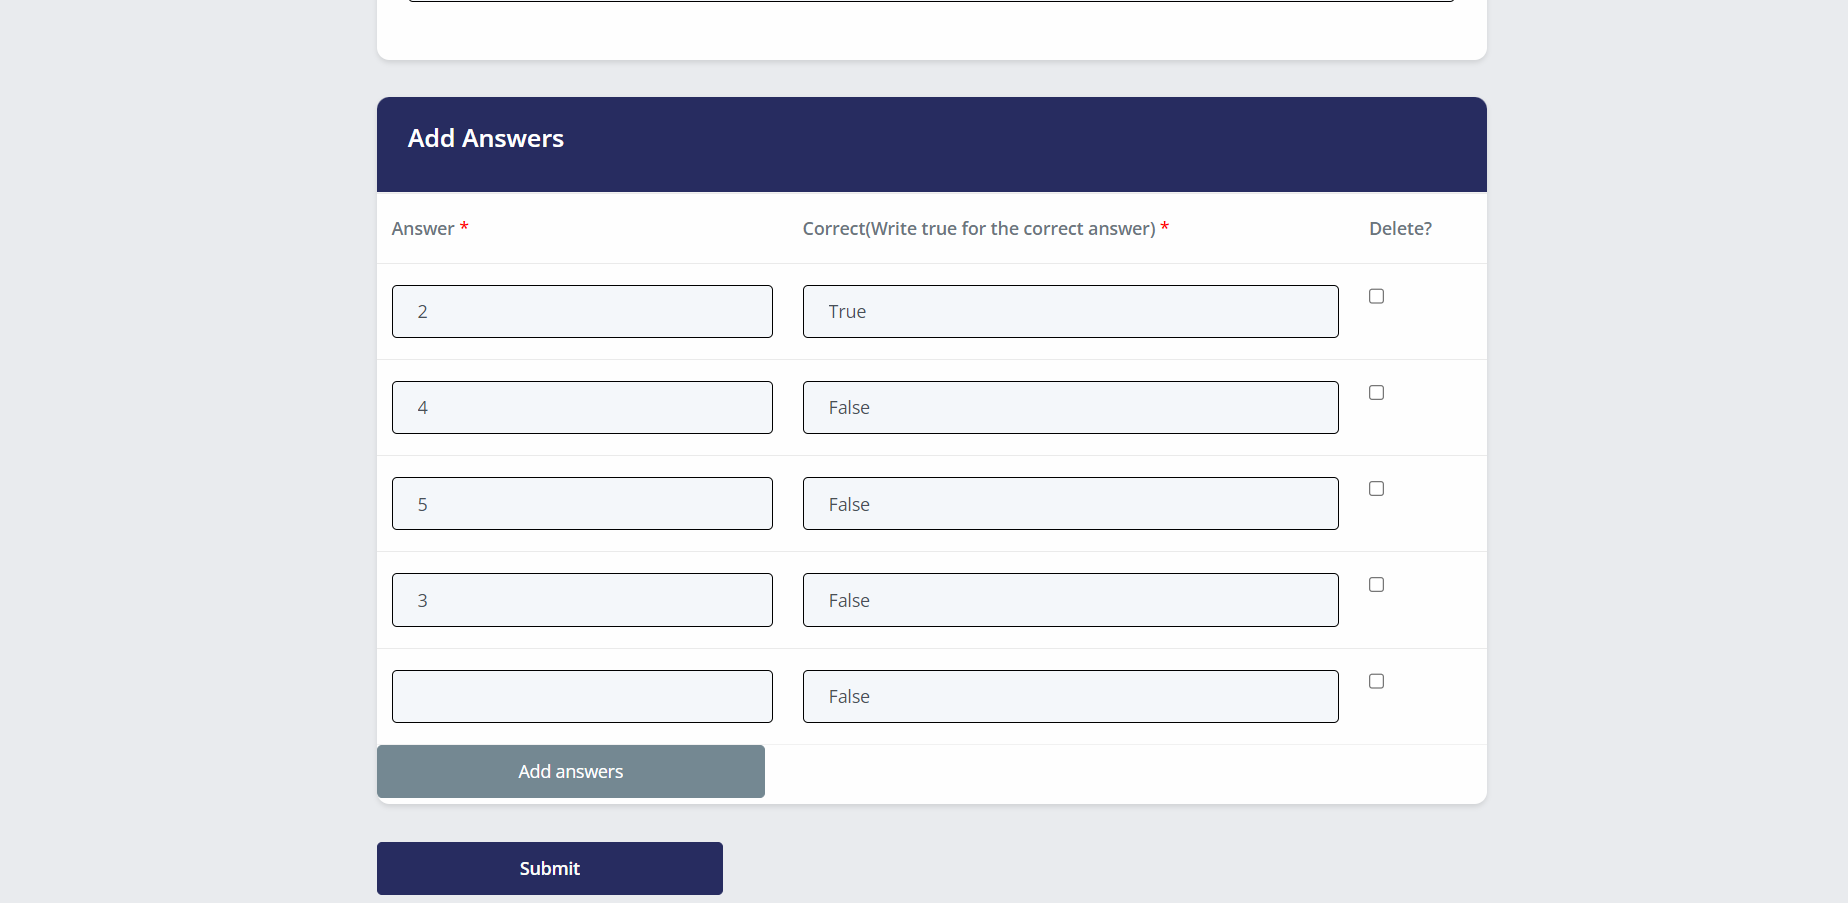 Add Answers
Answer * Correct(Write true for the correct answer) * Delete?
2 True
4 False
5 False
3 False
False
Add answers
Submit